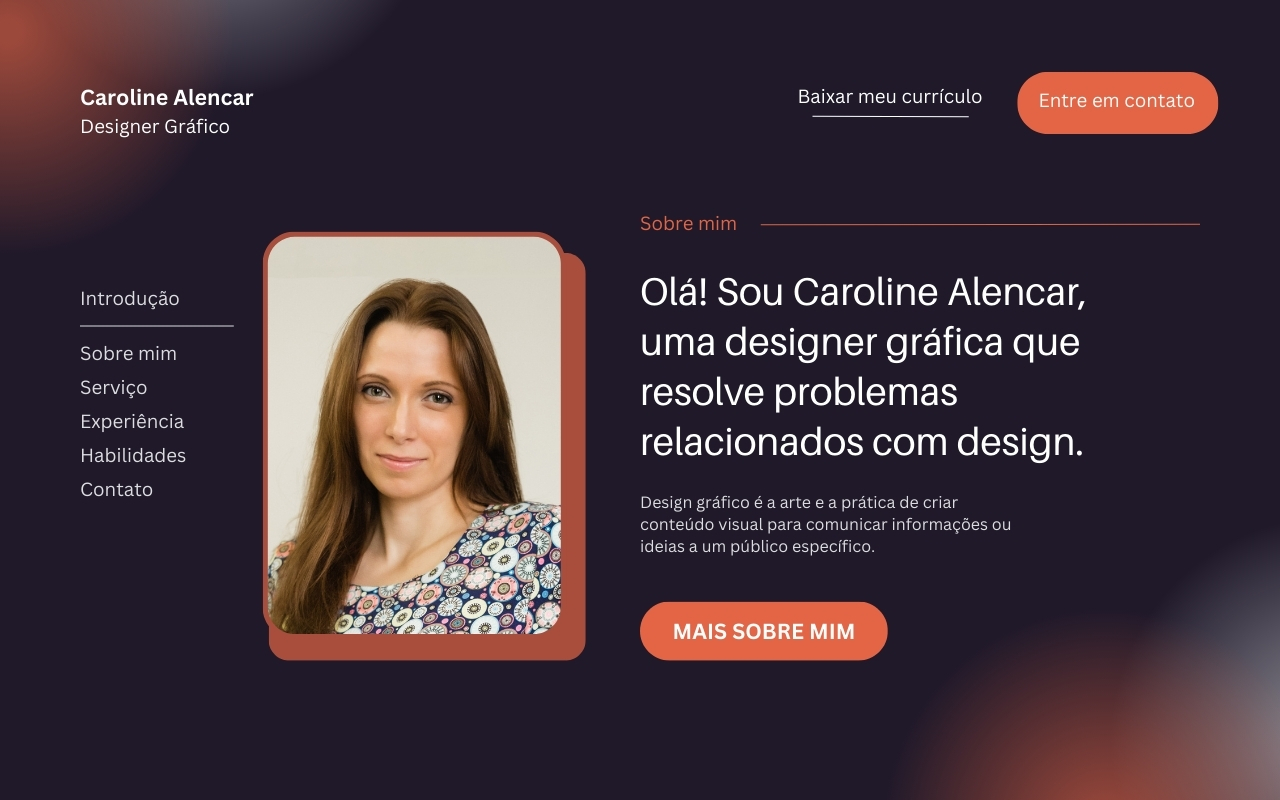 Caroline Alencar
Designer Gráfico
Baixar meu currículo
Entre em contato
Introdução
Sobre mim
Serviço
Experiência
Habilidades
Contato
Sobre mim
Olá! Sou Caroline Alencar,
uma designer gráfica que
resolve problemas
relacionados com design.
Design gráfico é a arte e a prática de criar
conteúdo visual para comunicar informações ou
ideias a um público específico.
MAIS SOBRE MIM